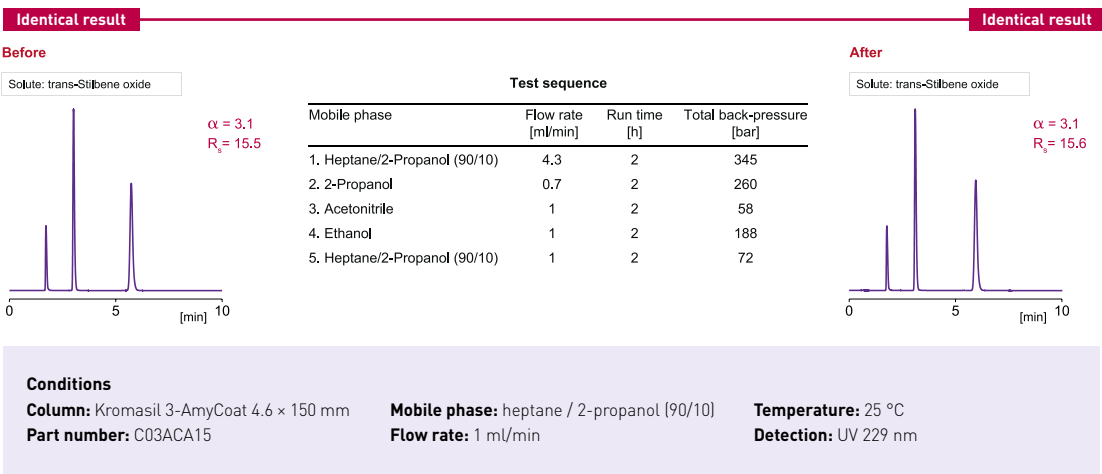 Identical result
Identical result
Before
Solute: trans-Stilbene oxide
α = 3.1
Rs= 15.5
0 5 10
[min]
Test sequence
Mobile phase Flow rate [ml/min] Run time [h] Total back-pressure [bar]
1. Heptane/2-Propanol (90/10) 4.3 2 345
2. 2-Propanol 0.7 2 260
3. Acetonitrile 1 2 58
4. Ethanol 1 2 188
5. Heptane/2-Propanol (90/10) 1 2 72
After
Solute: trans-Stilbene oxide
α = 3.1
Rs= 15.6
0 5 10
[min]
Conditions
Column: Kromasil 3-AmyCoat 4.6 × 150 mm
Part number: C03ACA15
Mobile phase: heptane / 2-propanol (90/10)
Flow rate: 1 ml/min
Temperature: 25 °C
Detection: UV 229 nm